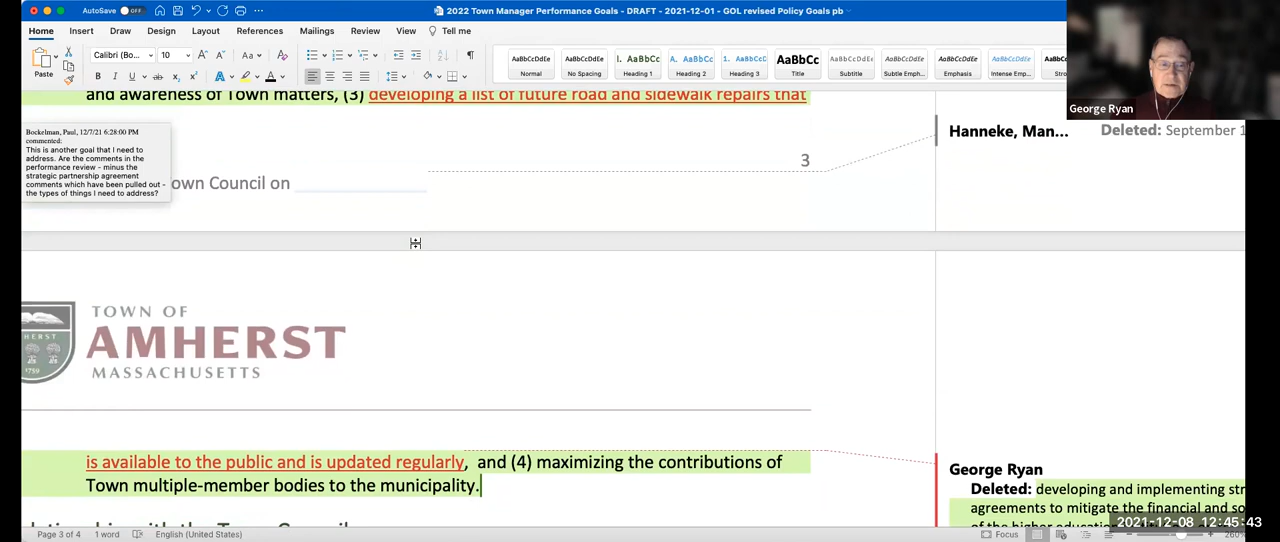 AutoSave OFF
2022 Town Manager Performance Goals - DRAFT - 2021-12-01 - GOL revised Policy Goals pb
Home Insert Draw Design Layout References Mailings Review View Tell me
Paste
Calibri (Bo... 10
AaBbCcDdEe AaBbCcDdEe I. AaBbCc A. AaBbCc 1. AaBbCcD AaBbCc AaBbCcDdEe AaBbCcDdEe AaBbCcDdEe AaBbCcDdEe
Normal No Spacing Heading 1 Heading 2 Heading 3 Title Subtitle Subtle Emph... Emphasis Intense Emp...
George Ryan
and awareness of Town matters, (3) developing a list of future road and sidewalk repairs that
Bockelman, Paul, 12/7/21 6:28:00 PM
commented:
This is another goal that I need to
address. Are the comments in the
performance review - minus the
strategic partnership agreement
comments which have been pulled out -
the types of things I need to address?
Hanneke, Man... Deleted: September 1
3
own Council on
TOWN OF
AMHERST
MASSACHUSETTS
1759
is available to the public and is updated regularly, and (4) maximizing the contributions of
Town multiple-member bodies to the municipality.
George Ryan
Deleted: developing and implementing str
agreements to mitigate the financial and so
2021-12-08 12:45:43
Page 3 of 4 1 word English (United States) Focus 260%